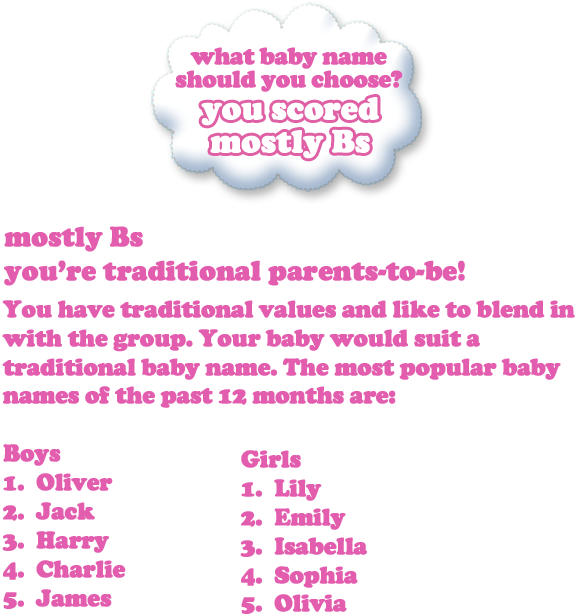 what baby name
should you choose?
you scored
mostly Bs
mostly Bs
you're traditional parents-to-be!
You have traditional values and like to blend in
with the group. Your baby would suit a
traditional baby name. The most popular baby
names of the past 12 months are:
Boys
1. Oliver
2. Jack
3. Harry
4. Charlie
5. James
Girls
1. Lily
2. Emily
3. Isabella
4. Sophia
5. Olivia